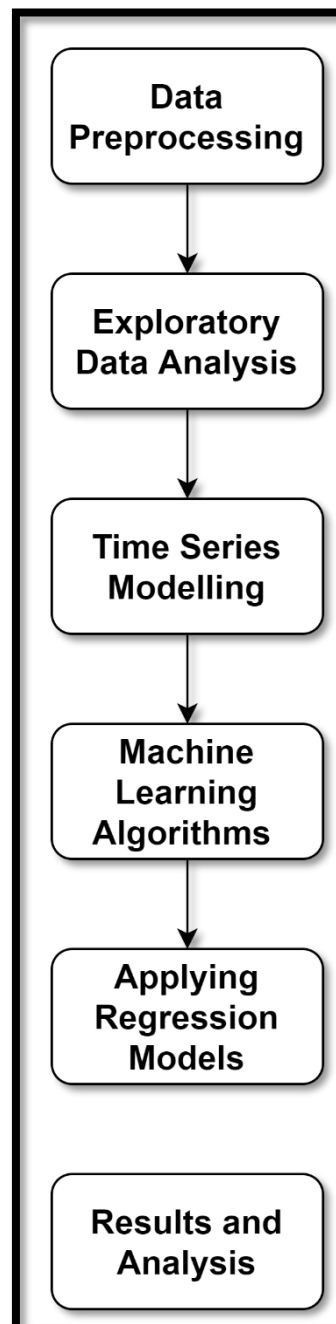 Data
Preprocessing
Exploratory
Data Analysis
Time Series
Modelling
Machine
Learning
Algorithms
Applying
Regression
Models
Results and
Analysis